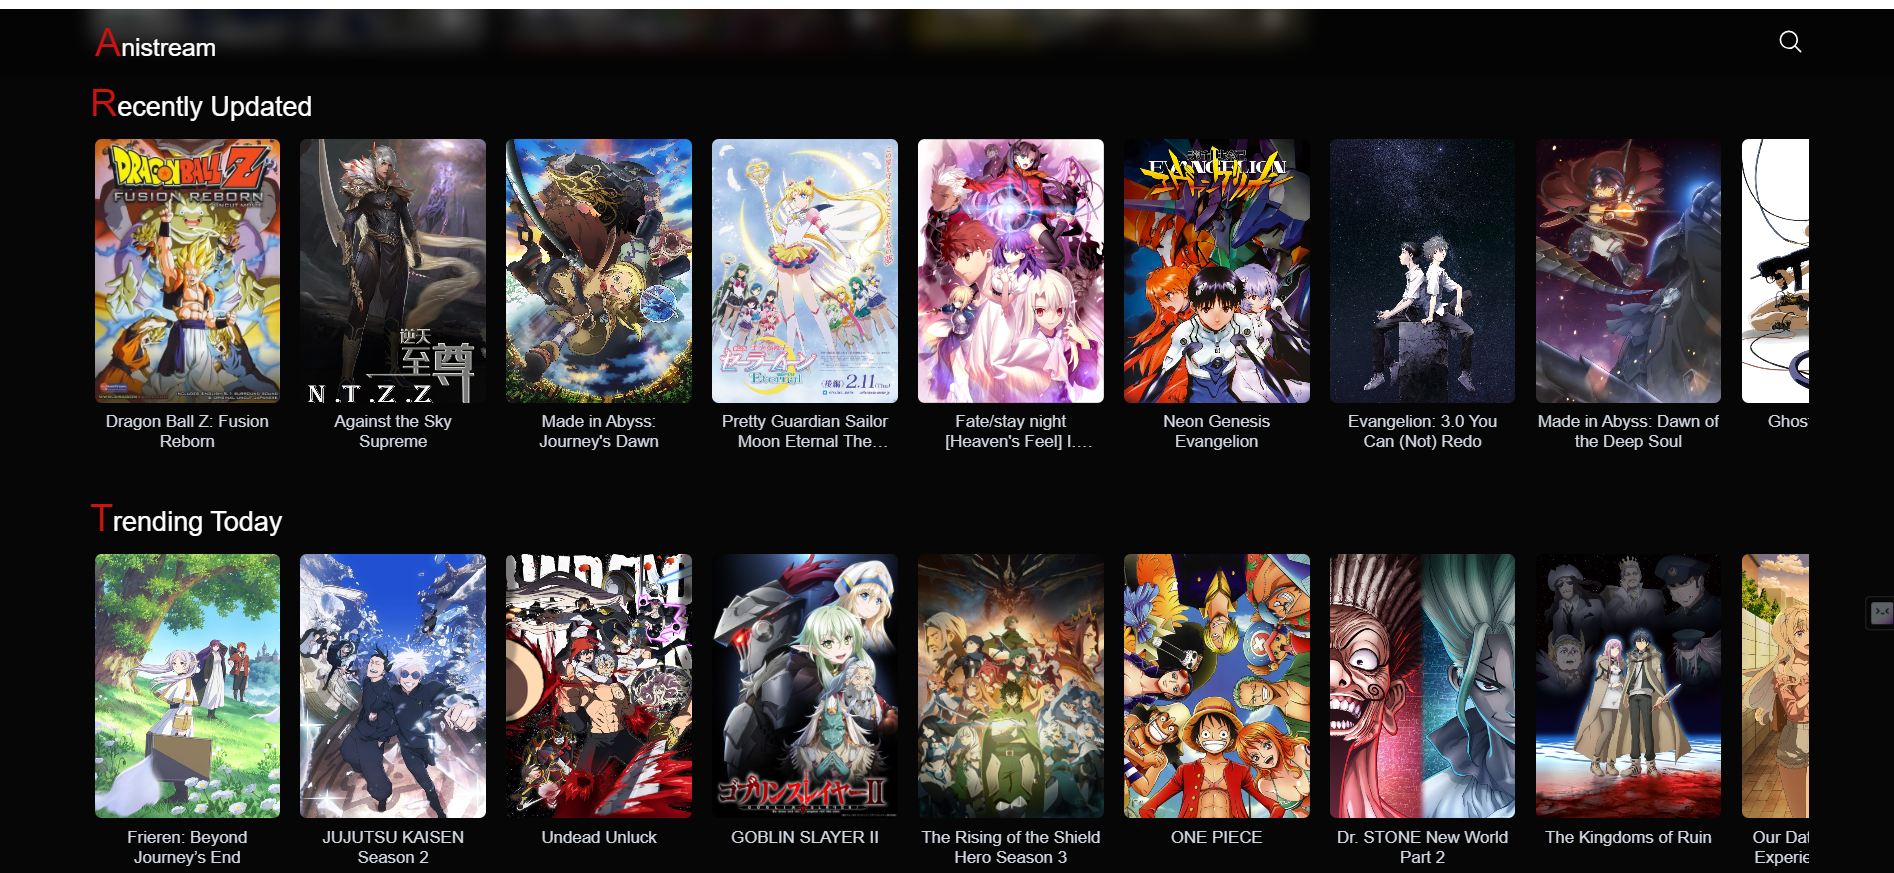 Anistream
Recently Updated
DRAGON BALL Z
FUSION REBORN
逆天
至尊
N.T.Z.Z
EVANGELION
セーラームーン
Eternal
《後編》2.11(Thu)
Dragon Ball Z: Fusion
Reborn
Against the Sky
Supreme
Made in Abyss:
Journey's Dawn
Pretty Guardian Sailor
Moon Eternal The...
Fate/stay night
[Heaven's Feel] I....
Neon Genesis
Evangelion
Evangelion: 3.0 You
Can (Not) Redo
Made in Abyss: Dawn of
the Deep Soul
Ghos
Trending Today
ゴブリンスレイヤーII
Frieren: Beyond
Journey’s End
JUJUTSU KAISEN
Season 2
Undead Unluck
GOBLIN SLAYER II
The Rising of the Shield
Hero Season 3
ONE PIECE
Dr. STONE New World
Part 2
The Kingdoms of Ruin
Our Dat
Experie